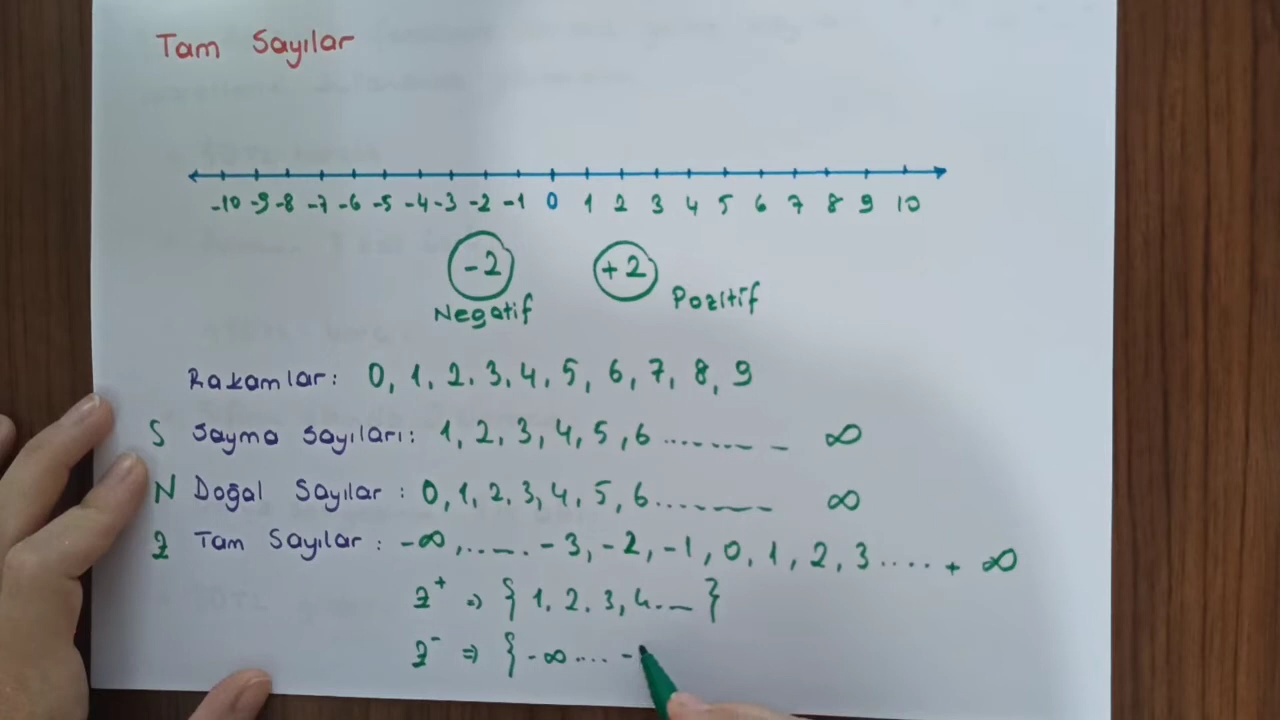 Tam Sayılar
-10 -9 -8 -7 -6 -5 -4 -3 -2 -1 0 1 2 3 4 5 6 7 8 9 10
-2 +2
Negatif Pozitif
Rakamlar: 0, 1, 2, 3, 4, 5, 6, 7, 8, 9
S Sayma Sayıları: 1, 2, 3, 4, 5, 6 ......... ∞
N Doğal Sayılar : 0, 1, 2, 3, 4, 5, 6......... ∞
Z Tam Sayılar : -∞, ...... -3, -2, -1, 0, 1, 2, 3 .... + ∞
Z⁺ ⇒ { 1, 2, 3, 4... }
Z⁻ ⇒ { -∞ .... -